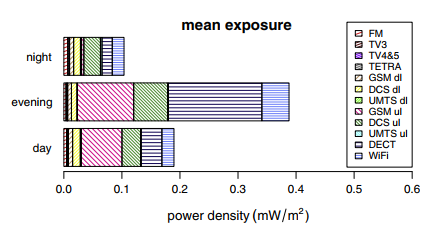 mean exposure
night
evening
day
FM
TV3
TV4&5
TETRA
GSM dl
DCS dl
UMTS dl
GSM ul
DCS ul
UMTS ul
DECT
WiFi
0.0 0.1 0.2 0.3 0.4 0.5 0.6
power density (mW/m²)